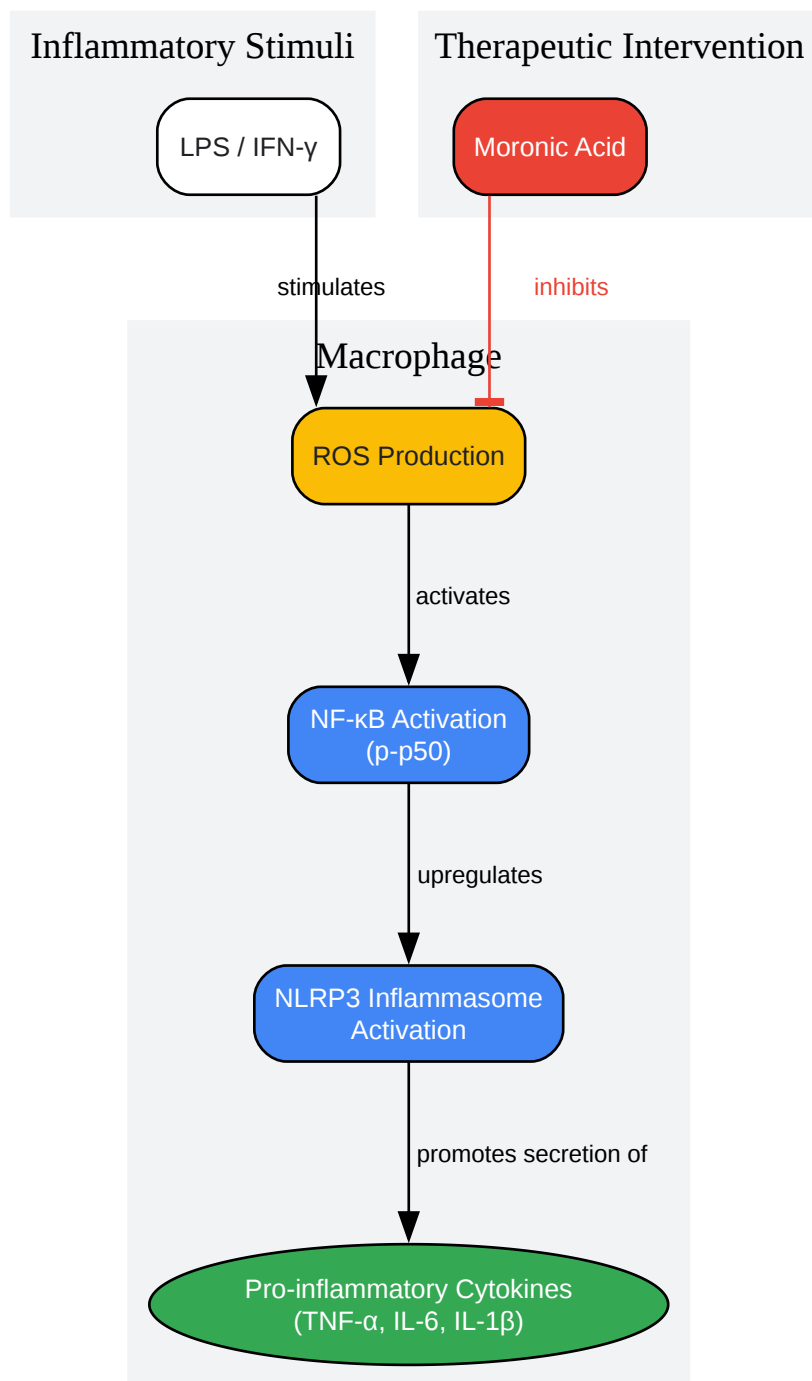 Inflammatory Stimuli
Therapeutic Intervention
LPS / IFN-γ
Moronic Acid
stimulates
inhibits
Macrophage
ROS Production
activates
NF-κB Activation
(p-p50)
upregulates
NLRP3 Inflammasome
Activation
promotes secretion of
Pro-inflammatory Cytokines
(TNF-α, IL-6, IL-1β)